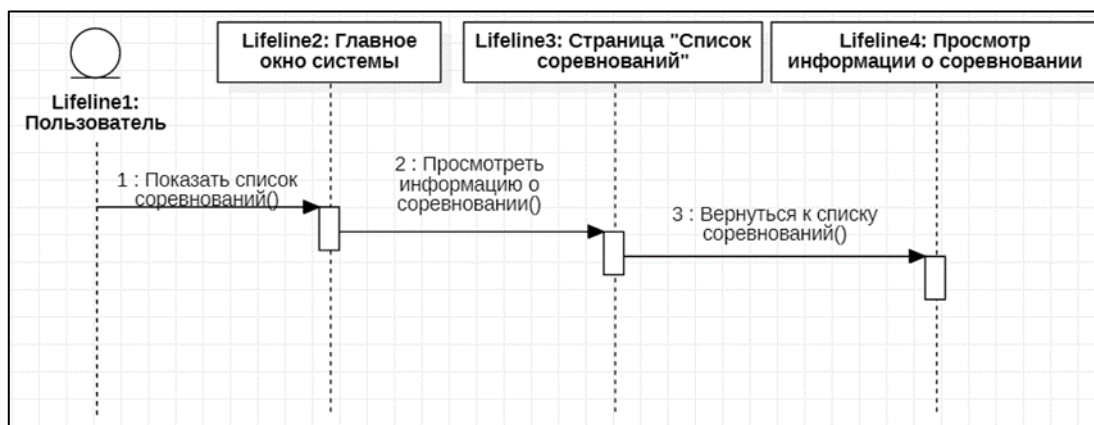 Lifeline1:
Пользователь
Lifeline2: Главное
окно системы
Lifeline3: Страница "Список
соревнований"
Lifeline4: Просмотр
информации о соревновании
1 : Показать список
соревнований()
2 : Просмотреть
информацию о
соревновании()
3 : Вернуться к списку
соревнований()